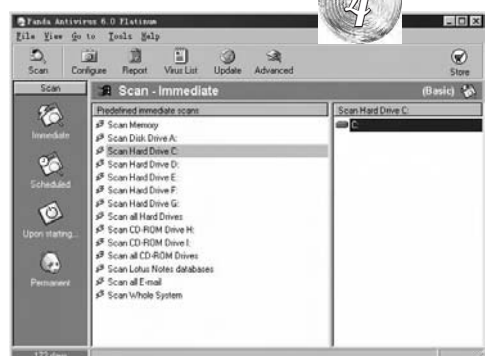 Panda Antivirus 6.0 Platinum
4
File View Go to Tools Help
Scan Configure Report Virus List Update Advanced Store
Scan
Scan - Immediate (Basic)
Immediate
Scheduled
Upon starting...
Permanent
Predefined immediate scans
Scan Memory
Scan Disk Drive A:
Scan Hard Drive C:
Scan Hard Drive D:
Scan Hard Drive E:
Scan Hard Drive F:
Scan Hard Drive G:
Scan all Hard Drives
Scan CD-ROM Drive H:
Scan CD-ROM Drive I:
Scan all CD-ROM Drives
Scan Lotus Notes databases
Scan all E-mail
Scan Whole System
Scan Hard Drive C:
C: